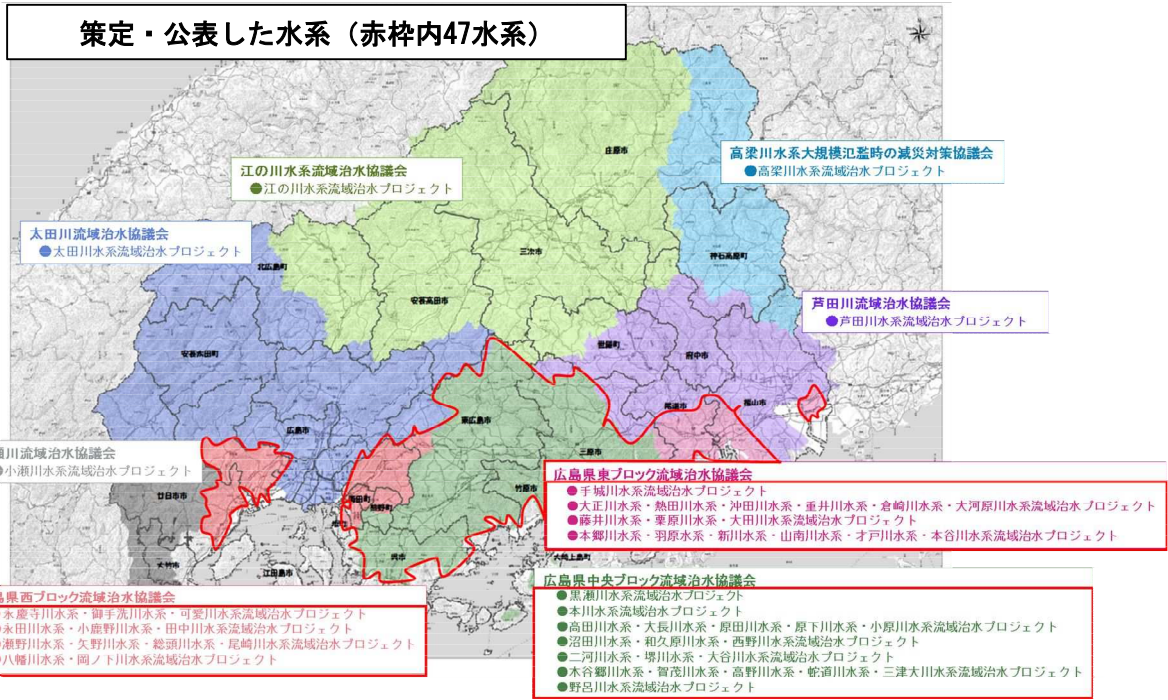 策定・公表した水系（赤枠内47水系）
庄原市
高梁川水系大規模氾濫時の減災対策協議会
●高梁川水系流域治水プロジェクト
江の川水系流域治水協議会
●江の川水系流域治水プロジェクト
太田川流域治水協議会
●太田川水系流域治水プロジェクト
北広島町
三次市
神石高原町
安芸高田市
芦田川流域治水協議会
●芦田川水系流域治水プロジェクト
安芸太田町
世羅町
府中市
尾道市
福山市
東広島市
広島市
三原市
瀬川流域治水協議会
●小瀬川水系流域治水プロジェクト
廿日市市
海田町
熊野町
竹原市
呉市
大竹市
江田島市
大崎上島町
広島県東ブロック流域治水協議会
●手城川水系流域治水プロジェクト
●大正川水系・熱田川水系・沖田川水系・重井川水系・倉崎川水系・大河原川水系流域治水プロジェクト
●藤井川水系・栗原川水系・大田川水系流域治水プロジェクト
●本郷川水系・羽原水系・新川水系・山南川水系・才戸川水系・本谷川水系流域治水プロジェクト
島県西ブロック流域治水協議会
永慶寺川水系・御手洗川水系・可愛川水系流域治水プロジェクト
永田川水系・小鹿野川水系・田中川水系流域治水プロジェクト
瀬野川水系・矢野川水系・総頭川水系・尾崎川水系流域治水プロジェクト
八幡川水系・岡ノ下川水系流域治水プロジェクト
広島県中央ブロック流域治水協議会
●黒瀬川水系流域治水プロジェクト
●本川水系流域治水プロジェクト
●高田川水系・大長川水系・原田川水系・原下川水系・小原川水系流域治水プロジェクト
●沼田川水系・和久原川水系・西野川水系流域治水プロジェクト
●二河川水系・堺川水系・大谷川水系流域治水プロジェクト
●木谷郷川水系・賀茂川水系・高野川水系・蛇道川水系・三津大川水系流域治水プロジェクト
●野呂川水系流域治水プロジェクト